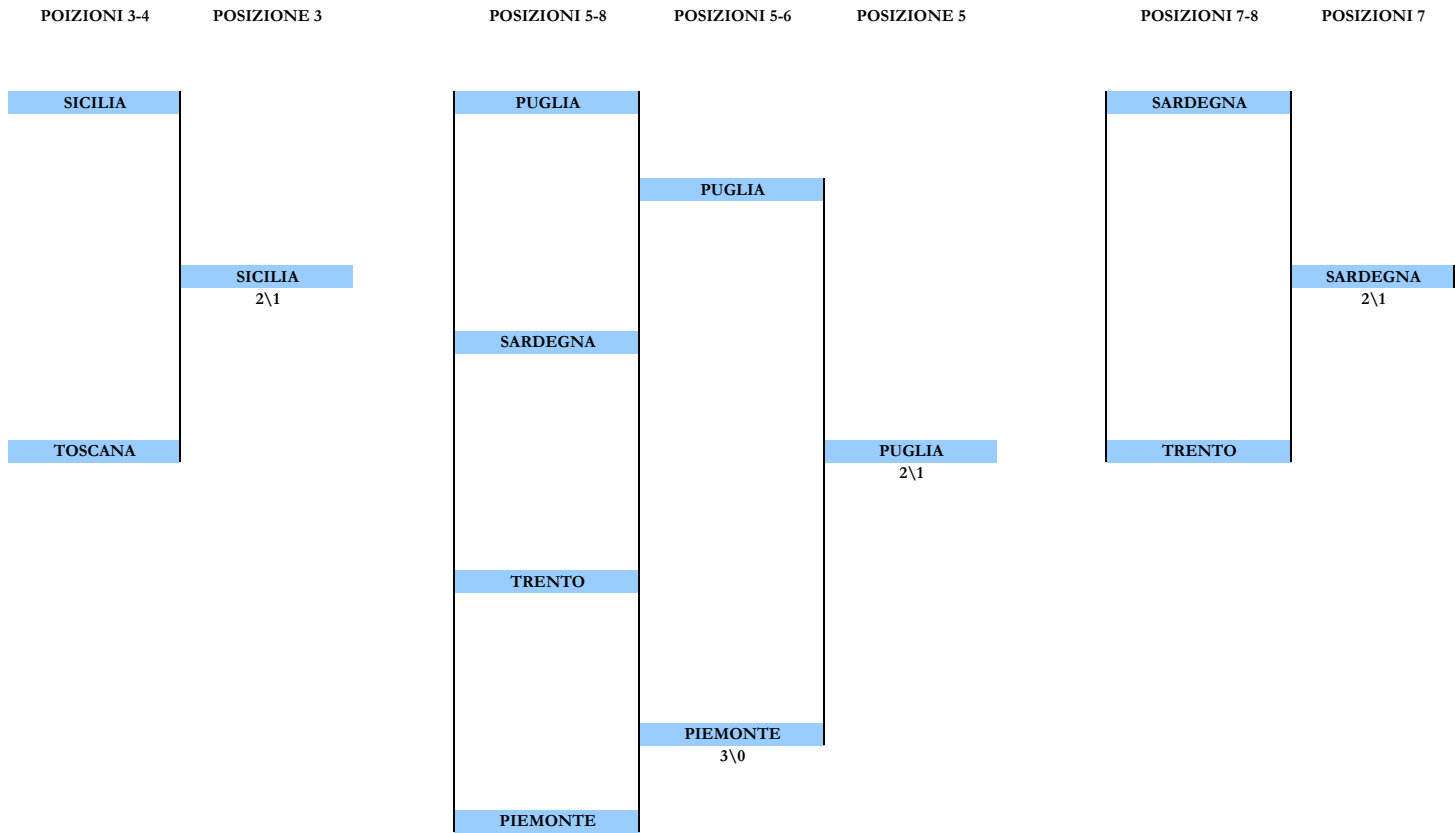 POIZIONI 3-4 POSIZIONE 3 POSIZIONI 5-8 POSIZIONI 5-6 POSIZIONE 5 POSIZIONI 7-8 POSIZIONI 7
SICILIA PUGLIA SARDEGNA
PUGLIA
SICILIA SARDEGNA
2\1 2\1
SARDEGNA
TOSCANA PUGLIA TRENTO
2\1
TRENTO
PIEMONTE
3\0
PIEMONTE